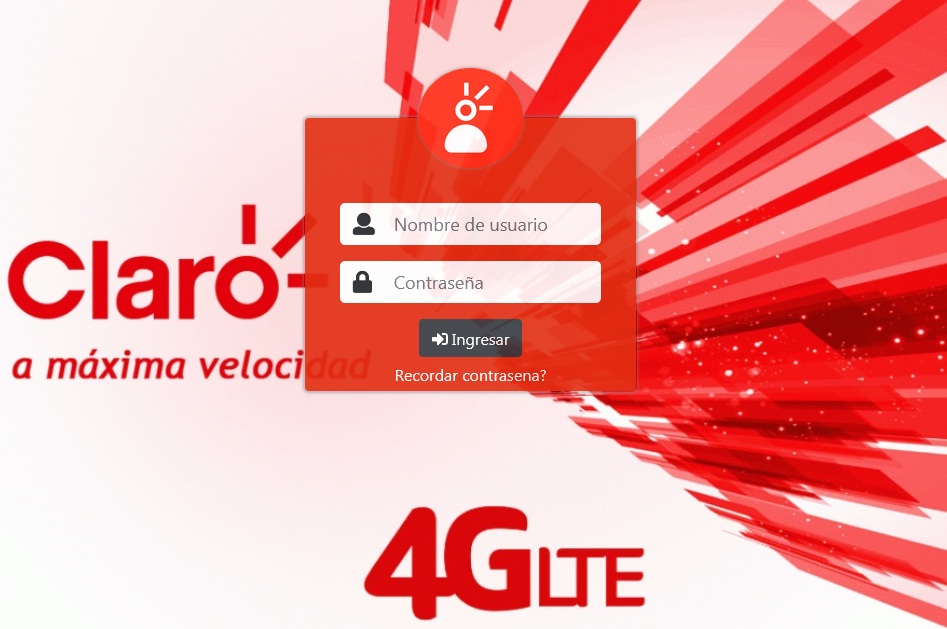 Nombre de usuario
Contraseña
Ingresar
Recordar contrasena?
Claro
a máxima velocidad
4G LTE